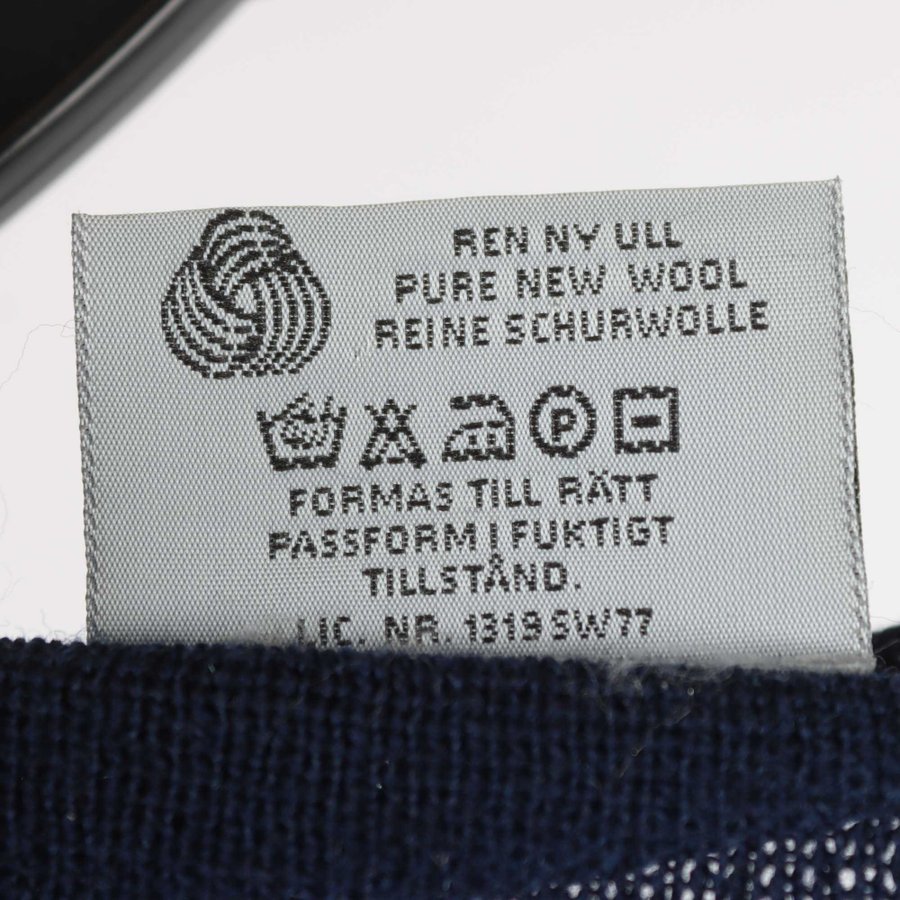 REN NY ULL
PURE NEW WOOL
REINE SCHURWOLLE
P
FORMAS TILL RÄTT
PASSFORM I FUKTIGT
TILLSTÅND.
LIC. NR. 1319 SW77